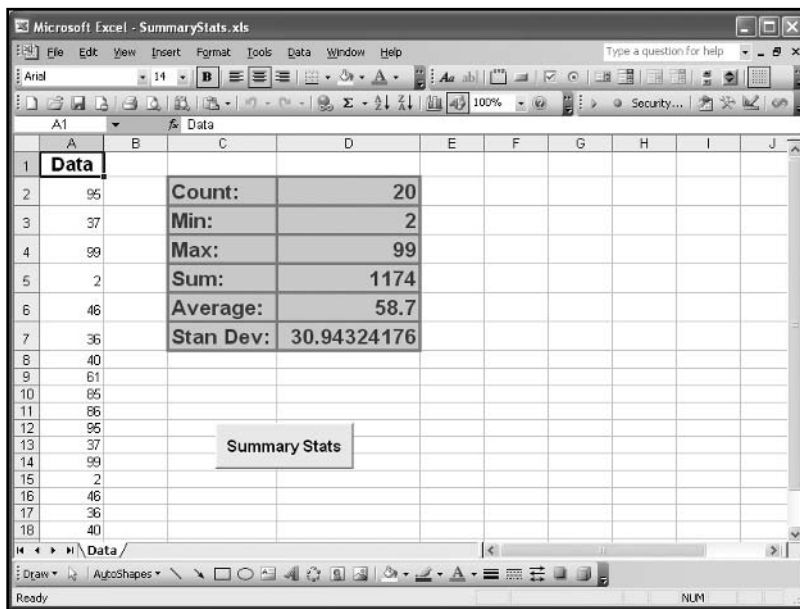 Microsoft Excel - SummaryStats.xls
File Edit View Insert Format Tools Data Window Help Type a question for help
Arial 14 B A Aa abl
Σ 100% Security...
A1 fx Data
A B C D E F G H I J
1 Data
2 95 Count: 20
3 37 Min: 2
4 99 Max: 99
5 2 Sum: 1174
6 46 Average: 58.7
7 36 Stan Dev: 30.94324176
8 40
9 61
10 85
11 86
12 95
13 37 Summary Stats
14 99
15 2
16 46
17 36
18 40
Data
Draw AutoShapes A
Ready NUM